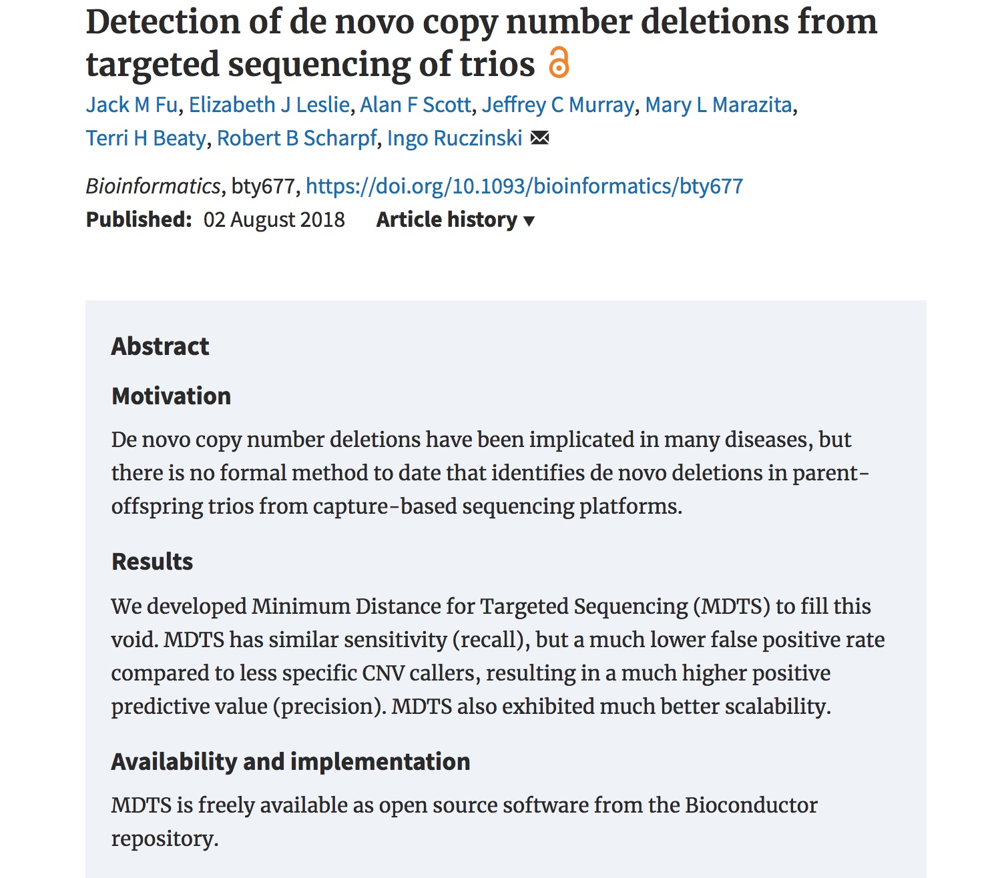 Detection of de novo copy number deletions from
targeted sequencing of trios
Jack M Fu, Elizabeth J Leslie, Alan F Scott, Jeffrey C Murray, Mary L Marazita,
Terri H Beaty, Robert B Scharpf, Ingo Ruczinski
Bioinformatics, bty677, https://doi.org/10.1093/bioinformatics/bty677
Published: 02 August 2018 Article history ▾
Abstract
Motivation
De novo copy number deletions have been implicated in many diseases, but
there is no formal method to date that identifies de novo deletions in parent-
offspring trios from capture-based sequencing platforms.
Results
We developed Minimum Distance for Targeted Sequencing (MDTS) to fill this
void. MDTS has similar sensitivity (recall), but a much lower false positive rate
compared to less specific CNV callers, resulting in a much higher positive
predictive value (precision). MDTS also exhibited much better scalability.
Availability and implementation
MDTS is freely available as open source software from the Bioconductor
repository.